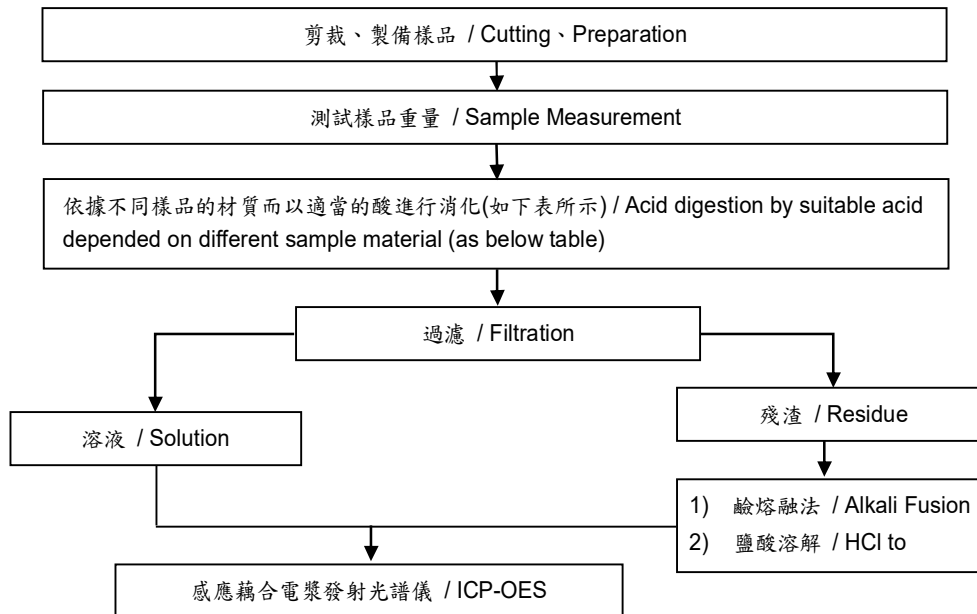 剪裁、製備樣品 / Cutting、Preparation
測試樣品重量 / Sample Measurement
依據不同樣品的材質而以適當的酸進行消化(如下表所示) / Acid digestion by suitable acid
depended on different sample material (as below table)
過濾 / Filtration
溶液 / Solution
殘渣 / Residue
1) 鹼熔融法 / Alkali Fusion
2) 鹽酸溶解 / HCl to
感應藕合電漿發射光譜儀 / ICP-OES